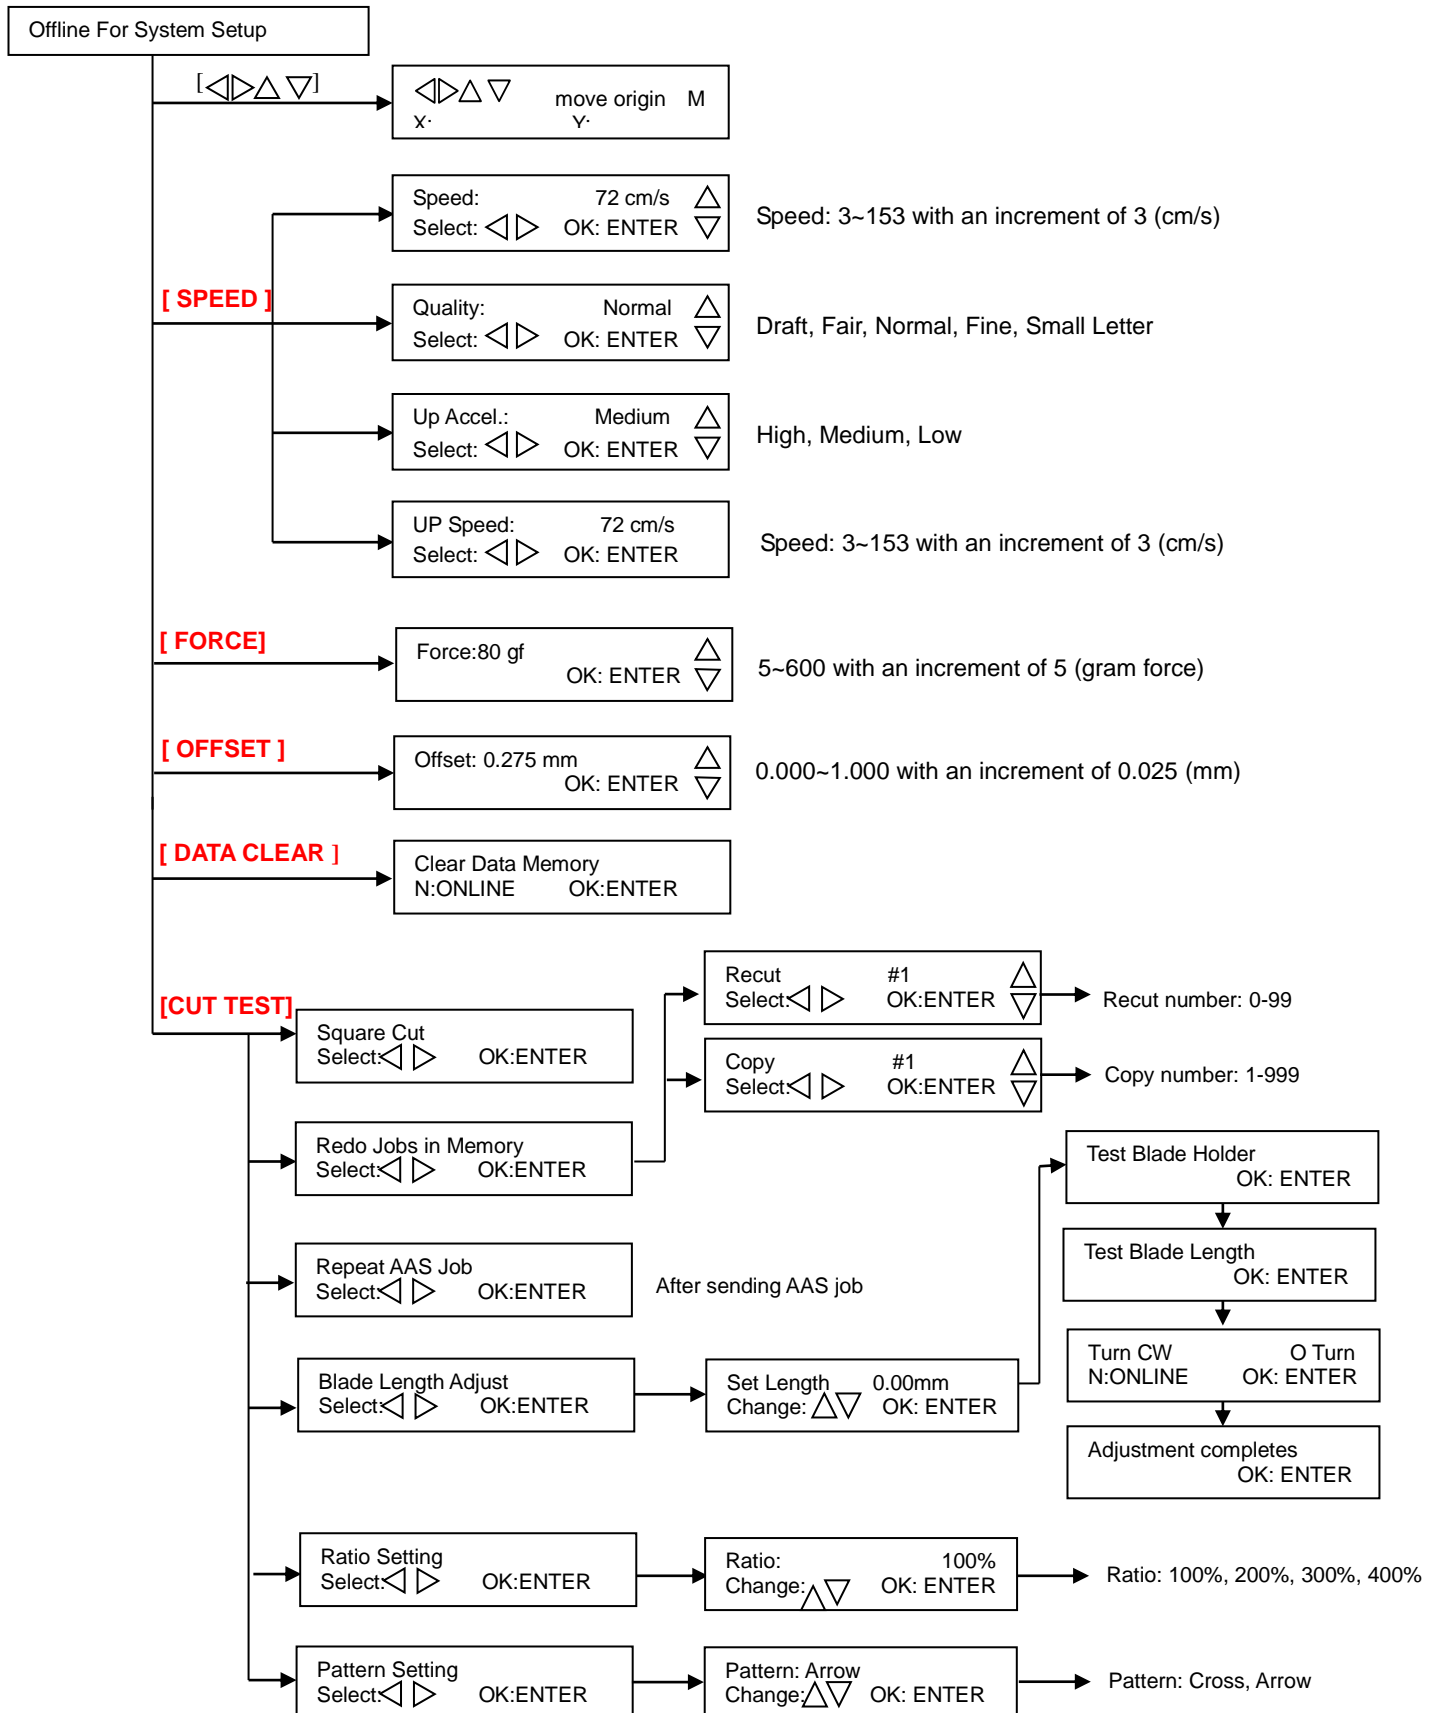 Offline For System Setup
[◁▷△ ▽]
◁▷△ ▽ move origin M
X: Y:
Speed: 72 cm/s △
Select: ◁ ▷ OK: ENTER ▽
Speed: 3~153 with an increment of 3 (cm/s)
[ SPEED ]
Quality: Normal △
Select: ◁ ▷ OK: ENTER ▽
Draft, Fair, Normal, Fine, Small Letter
Up Accel.: Medium △
Select: ◁ ▷ OK: ENTER ▽
High, Medium, Low
UP Speed: 72 cm/s
Select: ◁ ▷ OK: ENTER
Speed: 3~153 with an increment of 3 (cm/s)
[ FORCE]
Force:80 gf △
OK: ENTER ▽
5~600 with an increment of 5 (gram force)
[ OFFSET ]
Offset: 0.275 mm △
OK: ENTER ▽
0.000~1.000 with an increment of 0.025 (mm)
[ DATA CLEAR ]
Clear Data Memory
N:ONLINE OK:ENTER
[CUT TEST]
Square Cut
Select:◁ ▷ OK:ENTER
Recut #1 △
Select:◁ ▷ OK:ENTER ▽
Recut number: 0-99
Copy #1 △
Select:◁ ▷ OK:ENTER ▽
Copy number: 1-999
Redo Jobs in Memory
Select:◁ ▷ OK:ENTER
Test Blade Holder
OK: ENTER
Test Blade Length
OK: ENTER
Repeat AAS Job
Select:◁ ▷ OK:ENTER
After sending AAS job
Turn CW O Turn
N:ONLINE OK: ENTER
Blade Length Adjust
Select:◁ ▷ OK:ENTER
Set Length 0.00mm
Change: △▽ OK: ENTER
Adjustment completes
OK: ENTER
Ratio Setting
Select:◁ ▷ OK:ENTER
Ratio: 100%
Change:△▽ OK: ENTER
Ratio: 100%, 200%, 300%, 400%
Pattern Setting
Select:◁ ▷ OK:ENTER
Pattern: Arrow
Change:△▽ OK: ENTER
Pattern: Cross, Arrow